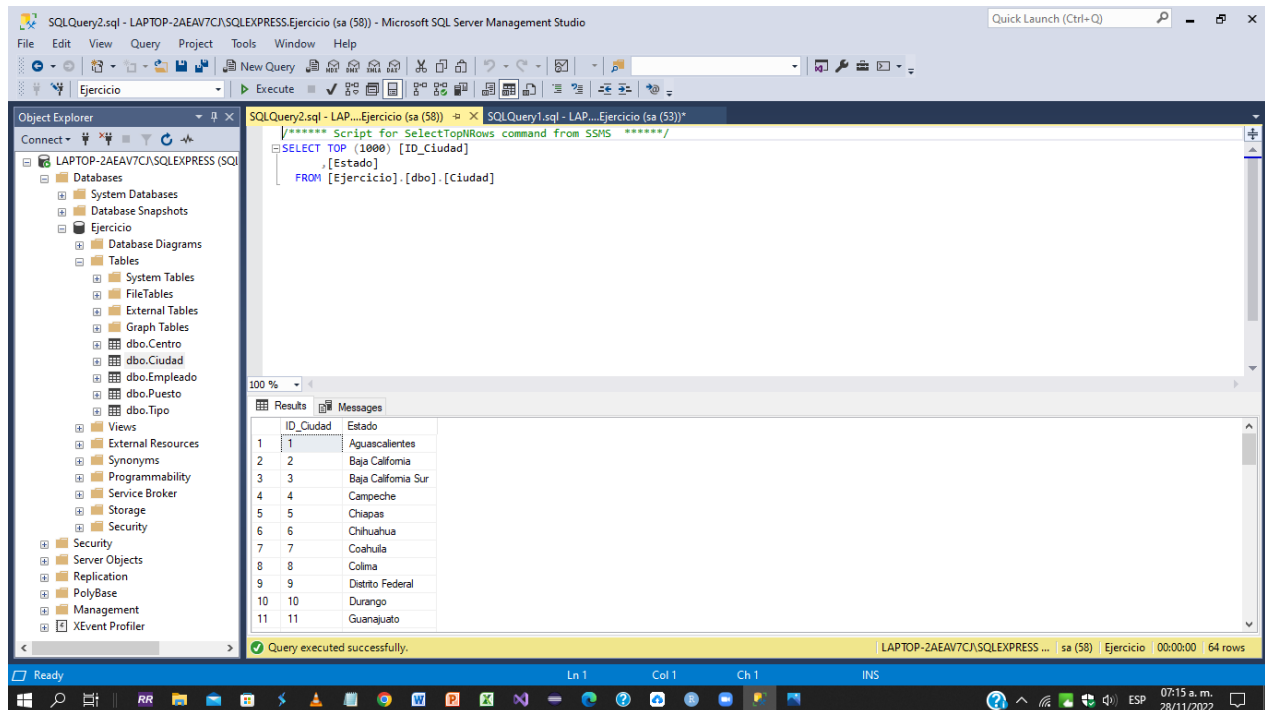 SQLQuery2.sql - LAPTOP-2AEAV7CJ\SQLEXPRESS.Ejercicio (sa (58)) - Microsoft SQL Server Management Studio
Quick Launch (Ctrl+Q)
File Edit View Query Project Tools Window Help
New Query MDX DMX XMLA DAX
Ejercicio Execute
Object Explorer
SQLQuery2.sql - LAP....Ejercicio (sa (58)) SQLQuery1.sql - LAP....Ejercicio (sa (53))*
Connect
LAPTOP-2AEAV7CJ\SQLEXPRESS (SQl
Databases
System Databases
Database Snapshots
Ejercicio
Database Diagrams
Tables
System Tables
FileTables
External Tables
Graph Tables
dbo.Centro
dbo.Ciudad
dbo.Empleado
dbo.Puesto
dbo.Tipo
Views
External Resources
Synonyms
Programmability
Service Broker
Storage
Security
Security
Server Objects
Replication
PolyBase
Management
XEvent Profiler
/****** Script for SelectTopNRows command from SSMS ******/
SELECT TOP (1000) [ID_Ciudad]
,[Estado]
FROM [Ejercicio].[dbo].[Ciudad]
100 %
Results Messages
ID_Ciudad Estado
1 1 Aguascalientes
2 2 Baja California
3 3 Baja California Sur
4 4 Campeche
5 5 Chiapas
6 6 Chihuahua
7 7 Coahuila
8 8 Colima
9 9 Distrito Federal
10 10 Durango
11 11 Guanajuato
Query executed successfully.
LAPTOP-2AEAV7CJ\SQLEXPRESS ... sa (58) Ejercicio 00:00:00 64 rows
Ready Ln 1 Col 1 Ch 1 INS
RR
ESP
07:15 a. m.
28/11/2022